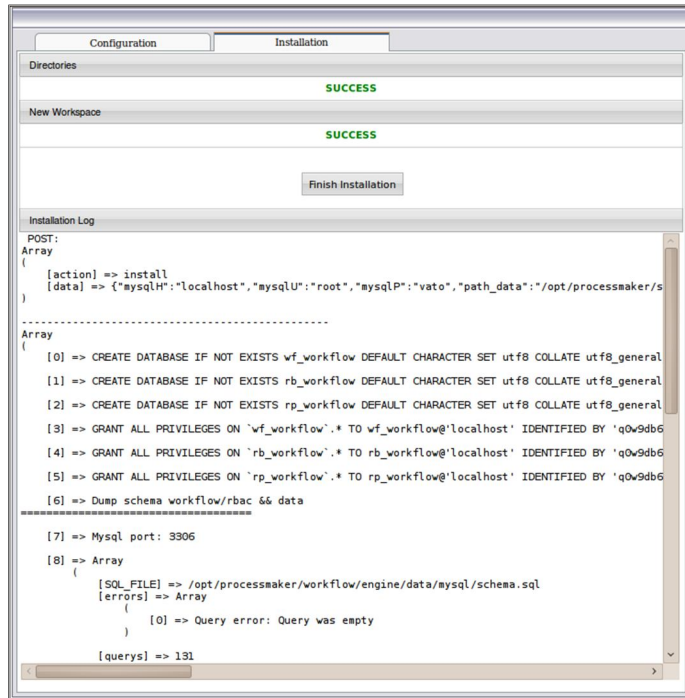 Configuration
Installation
Directories
SUCCESS
New Workspace
SUCCESS
Finish Installation
Installation Log
POST:
Array
(
[action] => install
[data] => {"mysqlH":"localhost","mysqlU":"root","mysqlP":"vato","path_data":"/opt/processmaker/s
)
------------------------------------------------
Array
(
[0] => CREATE DATABASE IF NOT EXISTS wf_workflow DEFAULT CHARACTER SET utf8 COLLATE utf8_general
[1] => CREATE DATABASE IF NOT EXISTS rb_workflow DEFAULT CHARACTER SET utf8 COLLATE utf8_general
[2] => CREATE DATABASE IF NOT EXISTS rp_workflow DEFAULT CHARACTER SET utf8 COLLATE utf8_general
[3] => GRANT ALL PRIVILEGES ON `wf_workflow`.* TO wf_workflow@'localhost' IDENTIFIED BY 'q0w9db6
[4] => GRANT ALL PRIVILEGES ON `rb_workflow`.* TO rb_workflow@'localhost' IDENTIFIED BY 'q0w9db6
[5] => GRANT ALL PRIVILEGES ON `rp_workflow`.* TO rp_workflow@'localhost' IDENTIFIED BY 'q0w9db6
[6] => Dump schema workflow/rbac && data
====================================
[7] => Mysql port: 3306
[8] => Array
(
[SQL_FILE] => /opt/processmaker/workflow/engine/data/mysql/schema.sql
[errors] => Array
(
[0] => Query error: Query was empty
)
[querys] => 131